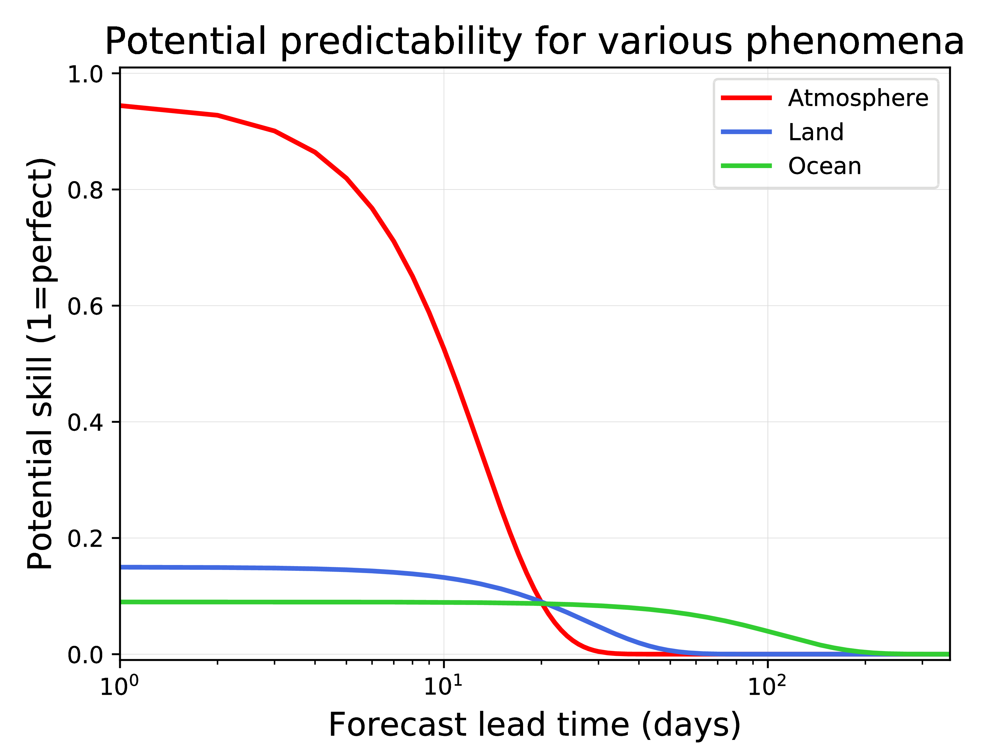 Potential predictability for various phenomena
Potential skill (1=perfect)
1.0
0.8
0.6
0.4
0.2
0.0
Atmosphere
Land
Ocean
10⁰
10¹
10²
Forecast lead time (days)